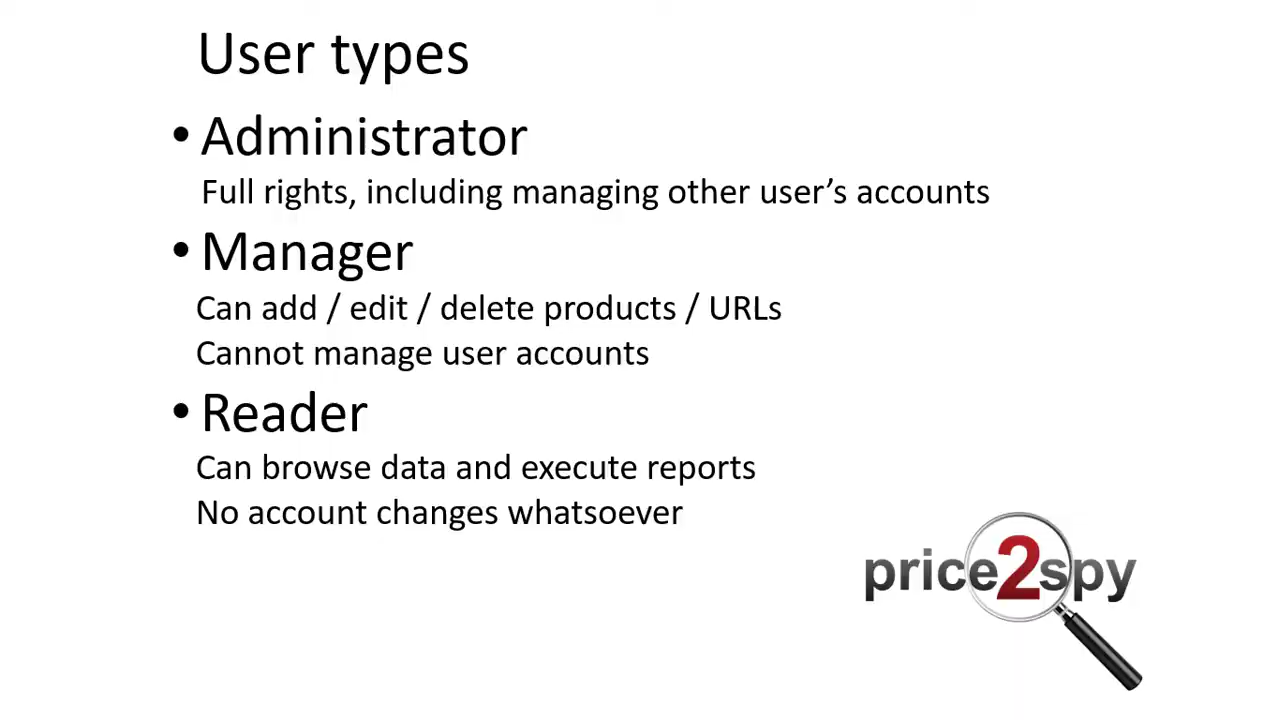 User types
• Administrator
Full rights, including managing other user’s accounts
• Manager
Can add / edit / delete products / URLs
Cannot manage user accounts
• Reader
Can browse data and execute reports
No account changes whatsoever
price2spy